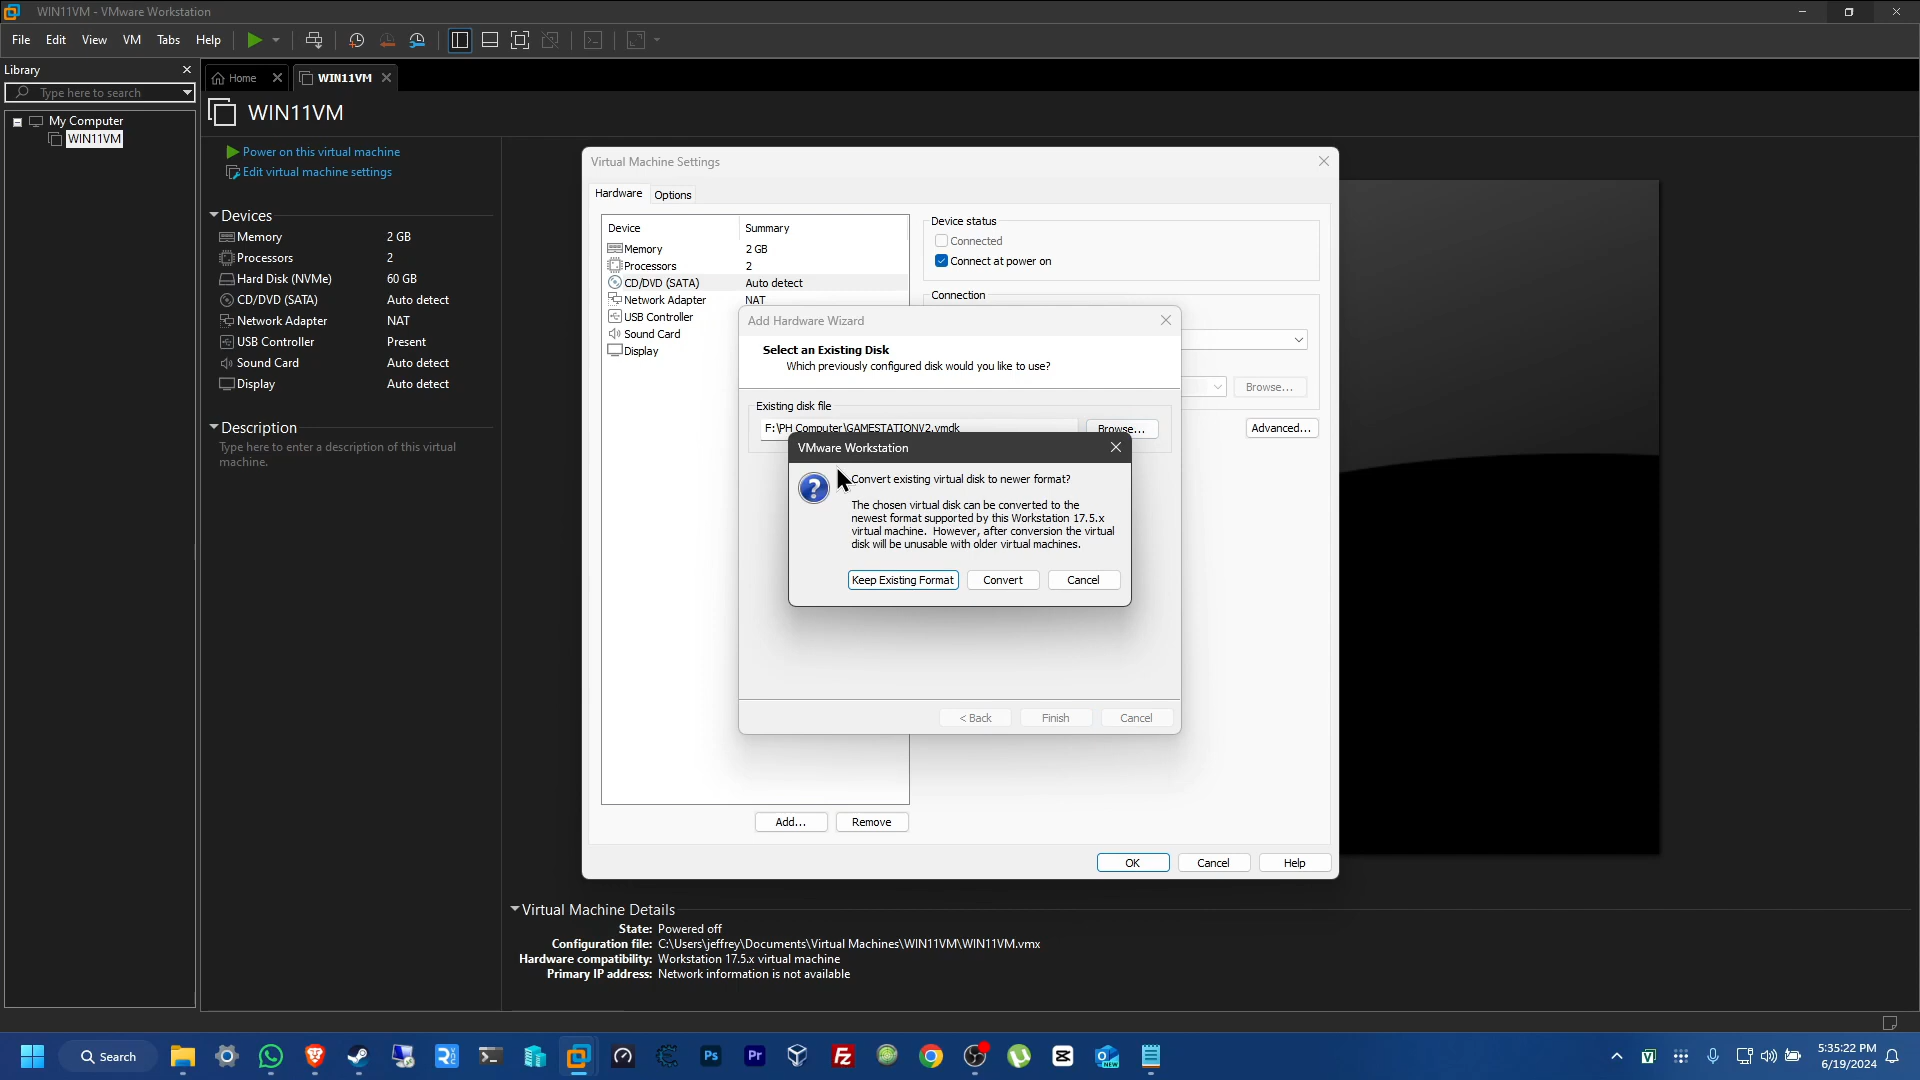 WIN11VM - VMware Workstation
File Edit View VM Tabs Help
Library
Type here to search
My Computer
WIN11VM
Home
WIN11VM
WIN11VM
Power on this virtual machine
Edit virtual machine settings
Devices
Memory 2 GB
Processors 2
Hard Disk (NVMe) 60 GB
CD/DVD (SATA) Auto detect
Network Adapter NAT
USB Controller Present
Sound Card Auto detect
Display Auto detect
Description
Type here to enter a description of this virtual
machine.
Virtual Machine Settings
Hardware Options
Device Summary
Memory 2 GB
Processors 2
CD/DVD (SATA) Auto detect
Network Adapter NAT
USB Controller
Sound Card
Display
Device status
Connected
Connect at power on
Connection
Browse...
Advanced...
Add Hardware Wizard
Select an Existing Disk
Which previously configured disk would you like to use?
Existing disk file
F:\PH Computer\GAMESTATIONV2.vmdk
Browse...
VMware Workstation
Convert existing virtual disk to newer format?
The chosen virtual disk can be converted to the
newest format supported by this Workstation 17.5.x
virtual machine. However, after conversion the virtual
disk will be unusable with older virtual machines.
Keep Existing Format Convert Cancel
< Back Finish Cancel
Add... Remove
OK Cancel Help
Virtual Machine Details
State: Powered off
Configuration file: C:\Users\jeffrey\Documents\Virtual Machines\WIN11VM\WIN11VM.vmx
Hardware compatibility: Workstation 17.5.x virtual machine
Primary IP address: Network information is not available
Search
Ps
Pr
FZ
NEW
5:35:22 PM
6/19/2024